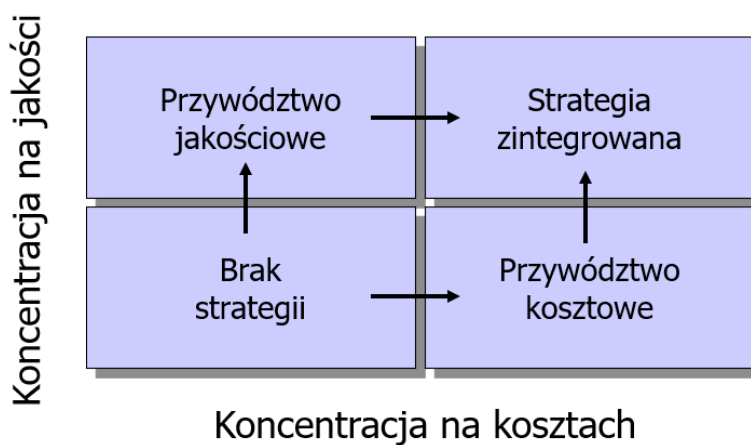 Koncentracja na jakości
Przywództwo
jakościowe
Strategia
zintegrowana
Brak
strategii
Przywództwo
kosztowe
Koncentracja na kosztach